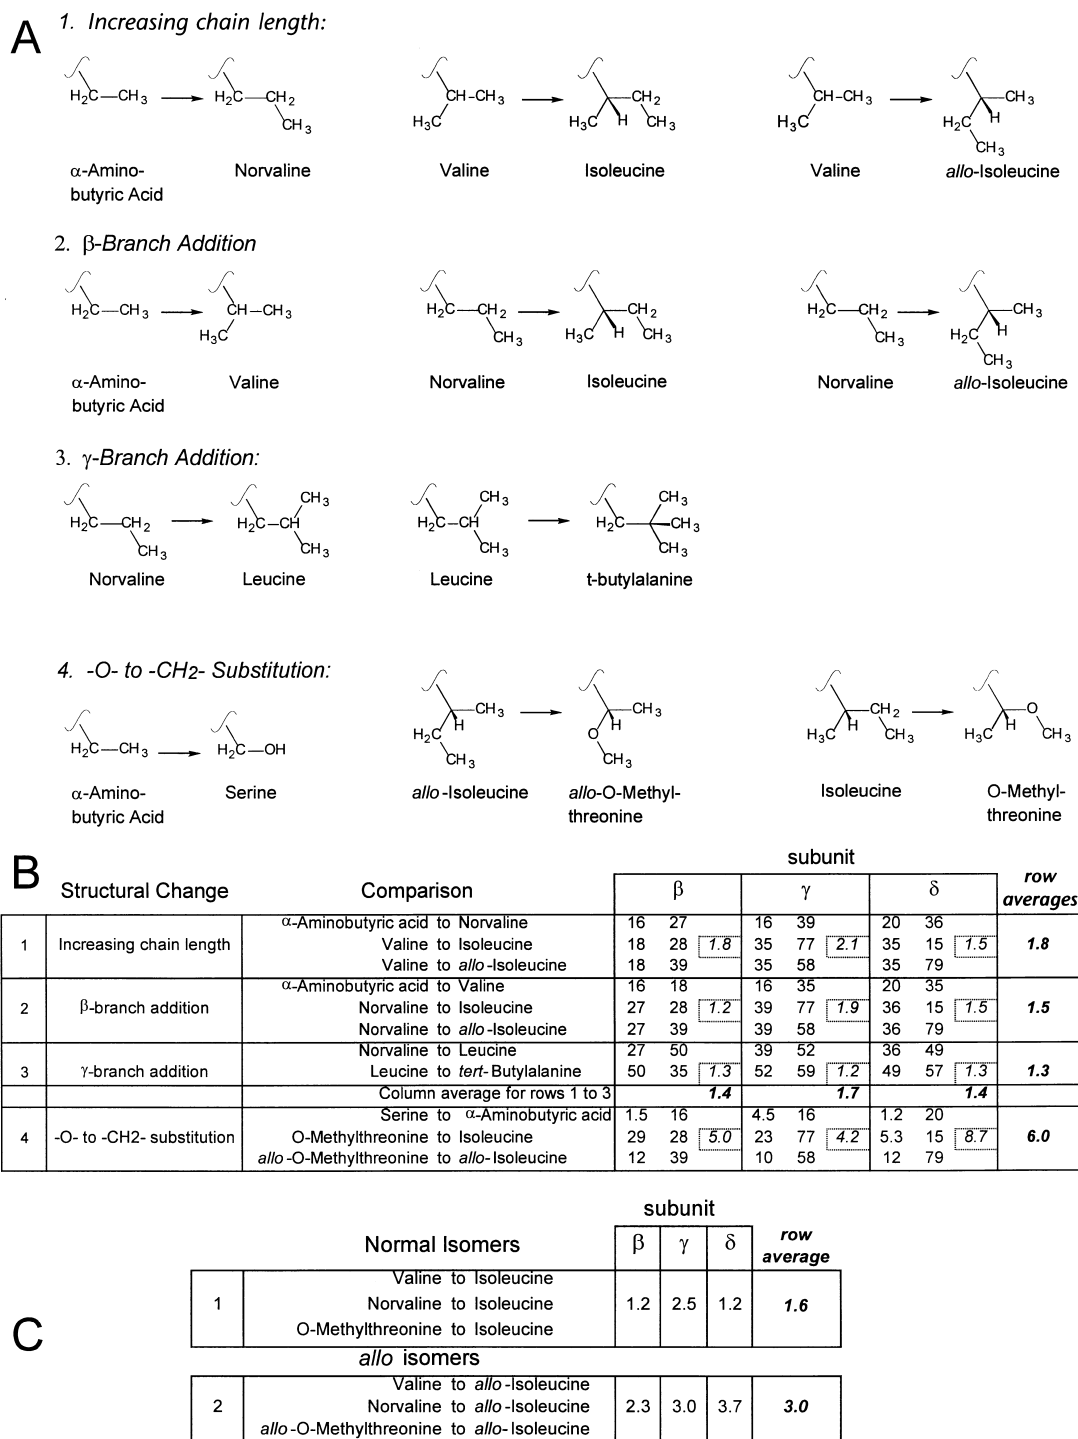 A
1. Increasing chain length:
H2C—CH3 H2C—CH2 CH3 CH-CH3 H3C CH2 H3C H CH3 CH-CH3 H3C CH3 H2C H CH3
α-Amino-butyric Acid Norvaline Valine Isoleucine Valine allo-Isoleucine
2. β-Branch Addition
H2C—CH3 CH—CH3 H3C H2C—CH2 CH3 CH2 H3C H CH3 H2C—CH2 CH3 CH3 H2C H CH3
α-Amino-butyric Acid Valine Norvaline Isoleucine Norvaline allo-Isoleucine
3. γ-Branch Addition:
H2C—CH2 CH3 CH3 H2C—CH CH3 CH3 H2C—CH CH3 CH3 H2C CH3 CH3
Norvaline Leucine Leucine t-butylalanine
4. -O- to -CH2- Substitution:
H2C—CH3 H2C—OH CH3 H H2C CH3 CH3 H O CH3 CH2 H3C H CH3 O H3C H CH3
α-Amino-butyric Acid Serine allo-Isoleucine allo-O-Methyl-threonine Isoleucine O-Methyl-threonine
B
subunit
Structural Change Comparison β γ δ row averages
α-Aminobutyric acid to Norvaline 16 27 16 39 20 36
1 Increasing chain length Valine to Isoleucine 18 28 1.8 35 77 2.1 35 15 1.5 1.8
Valine to allo-Isoleucine 18 39 35 58 35 79
α-Aminobutyric acid to Valine 16 18 16 35 20 35
2 β-branch addition Norvaline to Isoleucine 27 28 1.2 39 77 1.9 36 15 1.5 1.5
Norvaline to allo-Isoleucine 27 39 39 58 36 79
Norvaline to Leucine 27 50 39 52 36 49
3 γ-branch addition Leucine to tert-Butylalanine 50 35 1.3 52 59 1.2 49 57 1.3 1.3
Column average for rows 1 to 3 1.4 1.7 1.4
Serine to α-Aminobutyric acid 1.5 16 4.5 16 1.2 20
4 -O- to -CH2- substitution O-Methylthreonine to Isoleucine 29 28 5.0 23 77 4.2 5.3 15 8.7 6.0
allo-O-Methylthreonine to allo-Isoleucine 12 39 10 58 12 79
C
subunit
Normal Isomers β γ δ row average
Valine to Isoleucine
1 Norvaline to Isoleucine 1.2 2.5 1.2 1.6
O-Methylthreonine to Isoleucine
allo isomers
Valine to allo-Isoleucine
2 Norvaline to allo-Isoleucine 2.3 3.0 3.7 3.0
allo-O-Methylthreonine to allo-Isoleucine